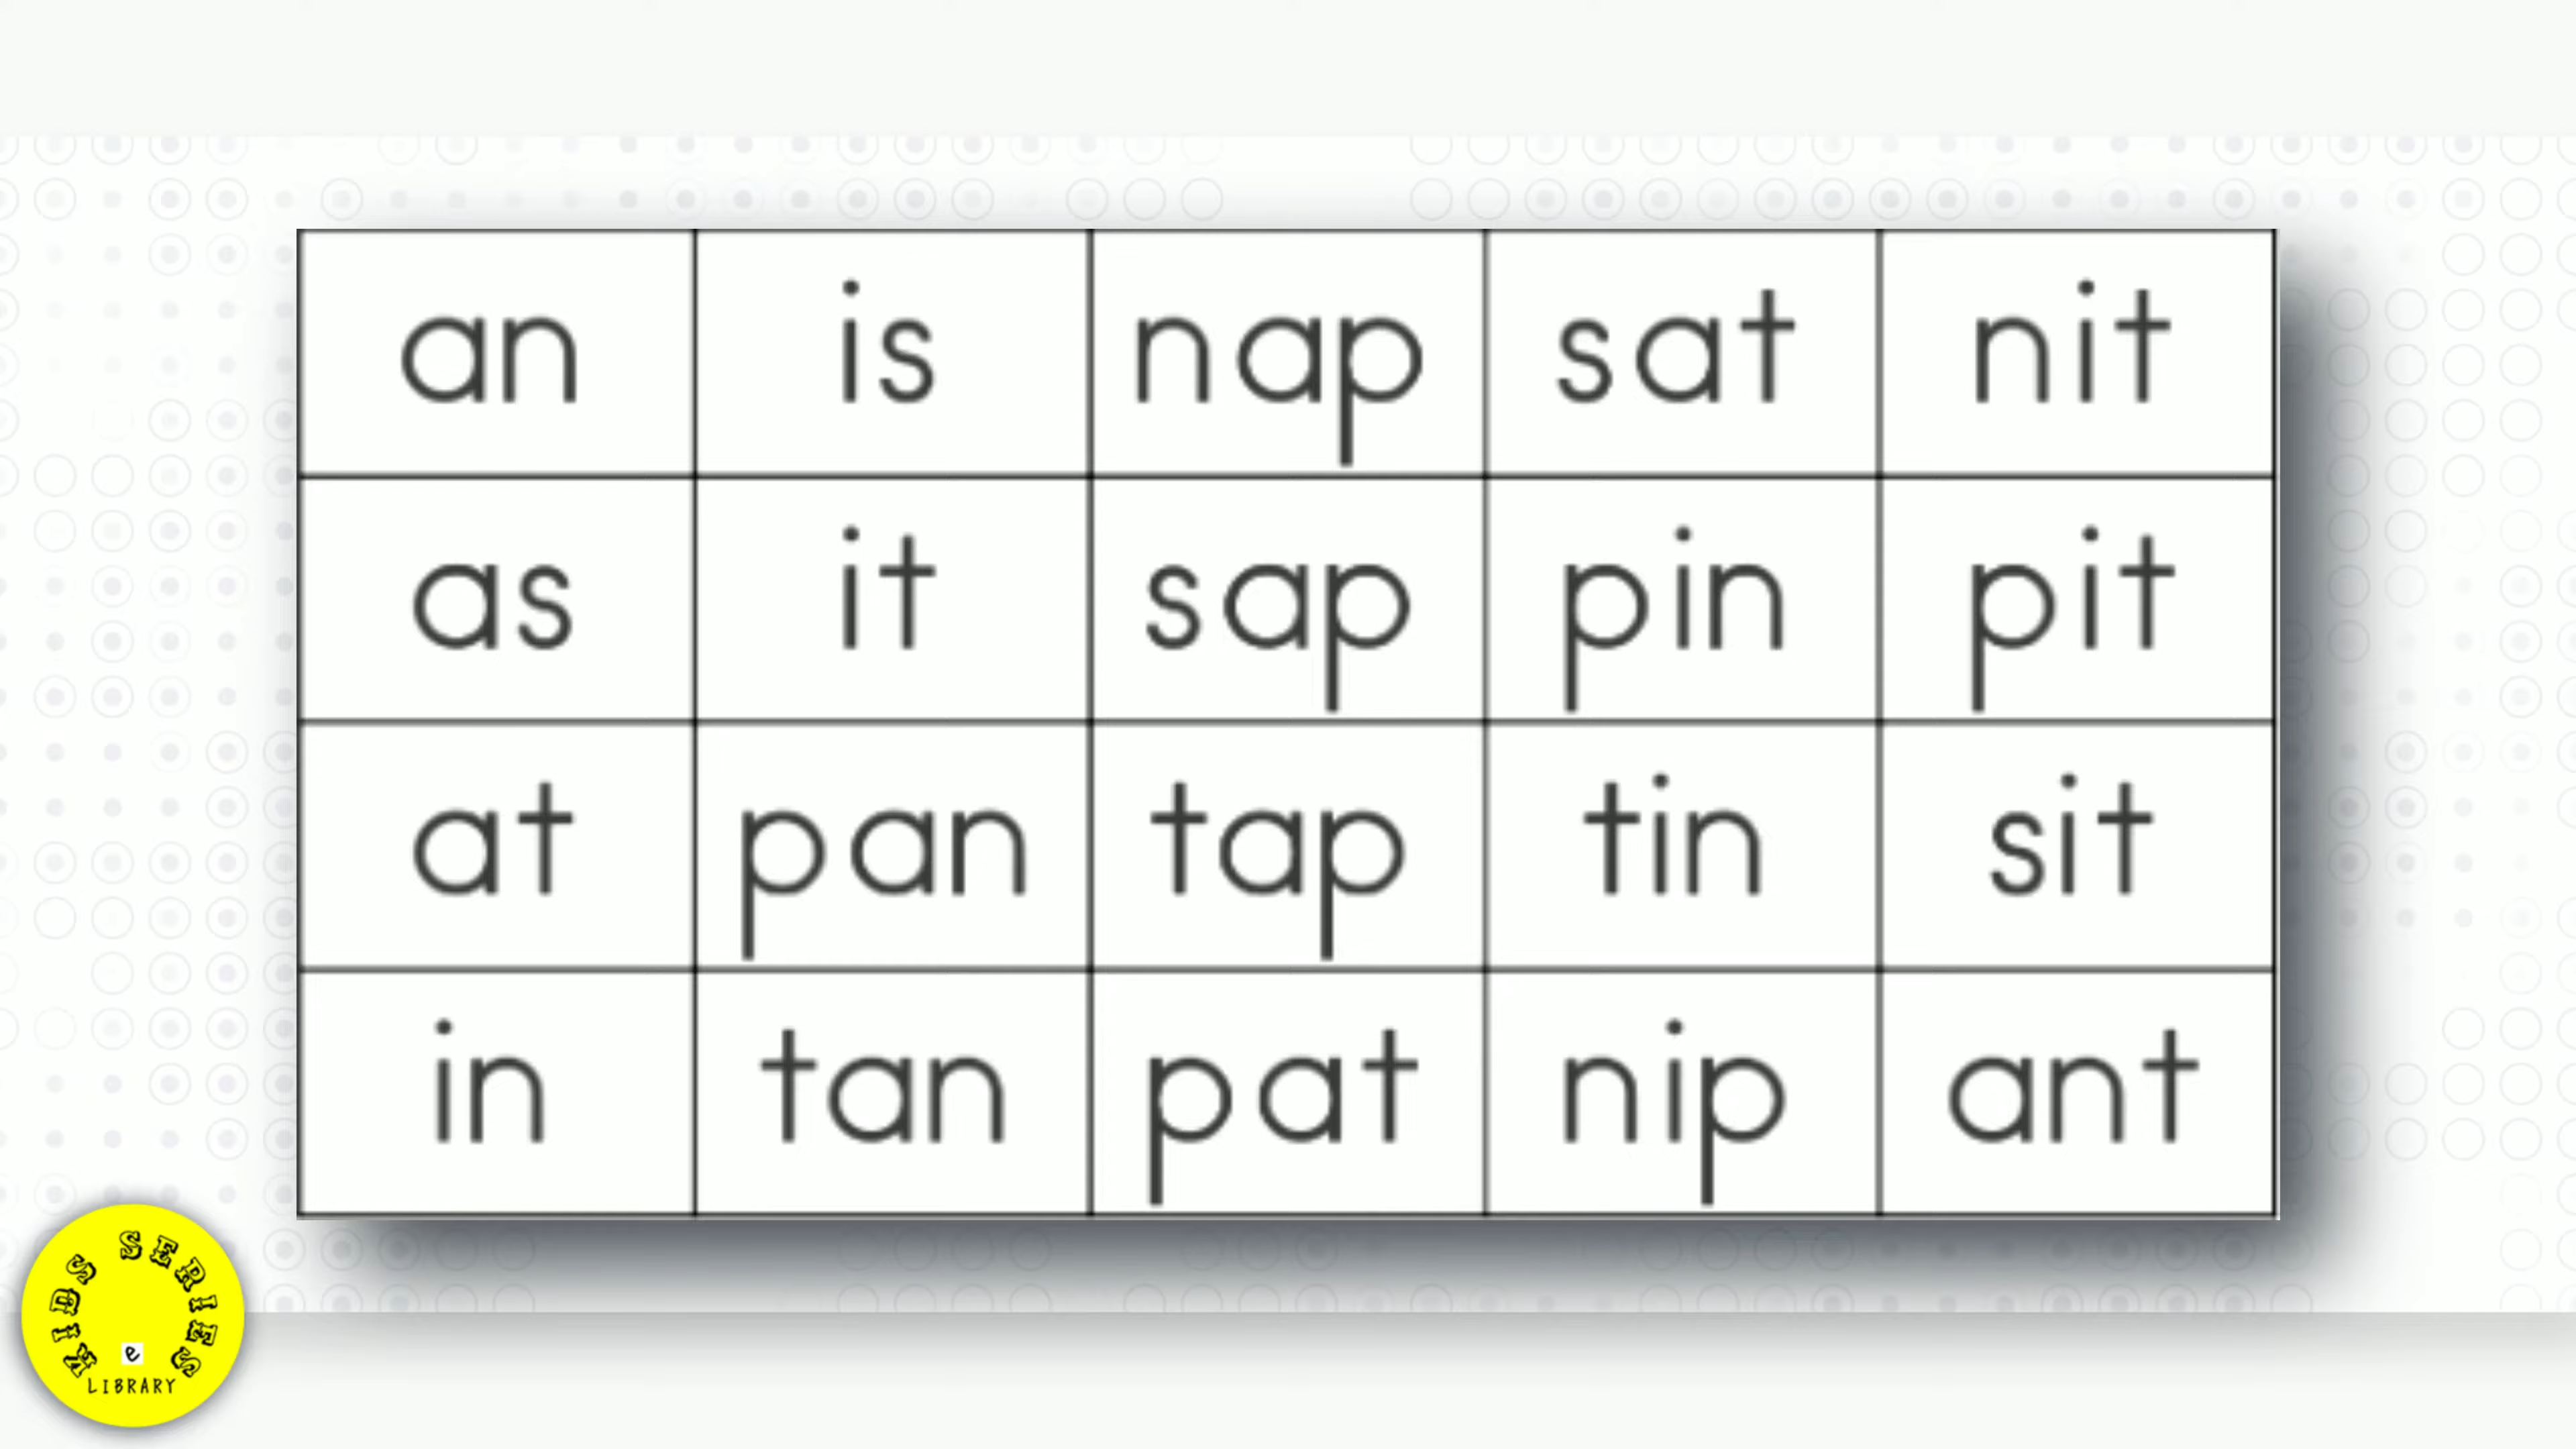 an is nap sat nit
as it sap pin pit
at pan tap tin sit
in tan pat nip ant
KIDS SERIES
e
LIBRARY